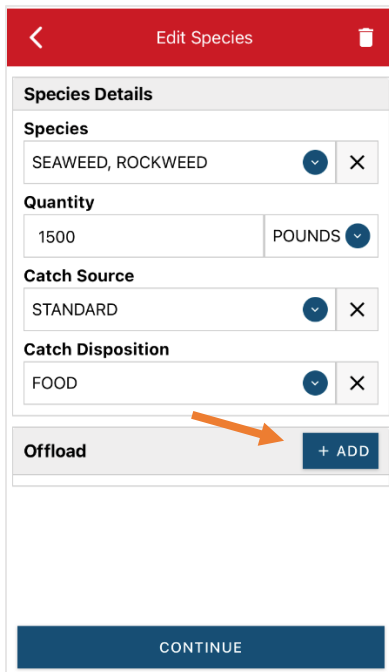 Edit Species
Species Details
Species
SEAWEED, ROCKWEED
Quantity
1500 POUNDS
Catch Source
STANDARD
Catch Disposition
FOOD
Offload + ADD
CONTINUE